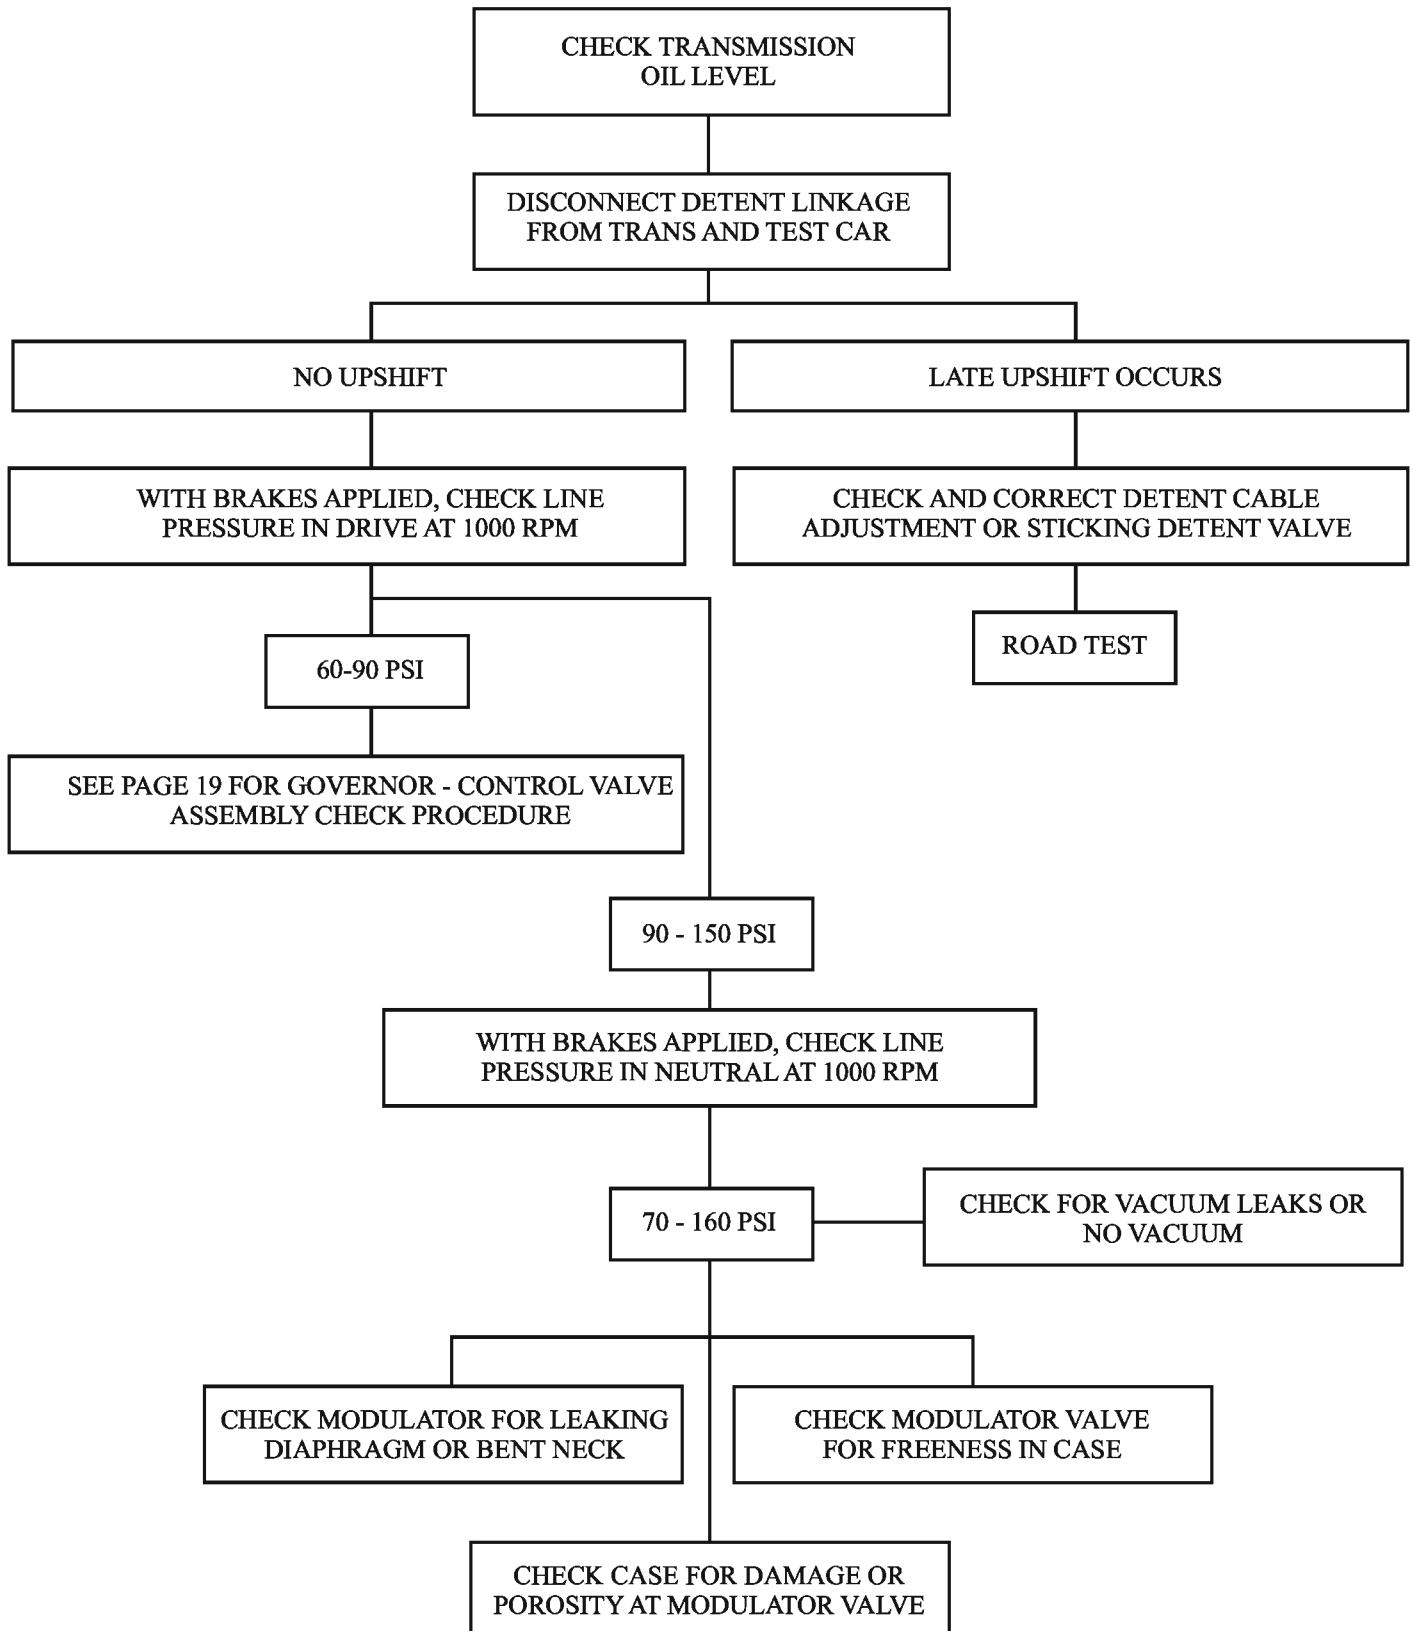 CHECK TRANSMISSION
OIL LEVEL
DISCONNECT DETENT LINKAGE
FROM TRANS AND TEST CAR
NO UPSHIFT
LATE UPSHIFT OCCURS
WITH BRAKES APPLIED, CHECK LINE
PRESSURE IN DRIVE AT 1000 RPM
CHECK AND CORRECT DETENT CABLE
ADJUSTMENT OR STICKING DETENT VALVE
60-90 PSI
ROAD TEST
SEE PAGE 19 FOR GOVERNOR - CONTROL VALVE
ASSEMBLY CHECK PROCEDURE
90 - 150 PSI
WITH BRAKES APPLIED, CHECK LINE
PRESSURE IN NEUTRAL AT 1000 RPM
70 - 160 PSI
CHECK FOR VACUUM LEAKS OR
NO VACUUM
CHECK MODULATOR FOR LEAKING
DIAPHRAGM OR BENT NECK
CHECK MODULATOR VALVE
FOR FREENESS IN CASE
CHECK CASE FOR DAMAGE OR
POROSITY AT MODULATOR VALVE